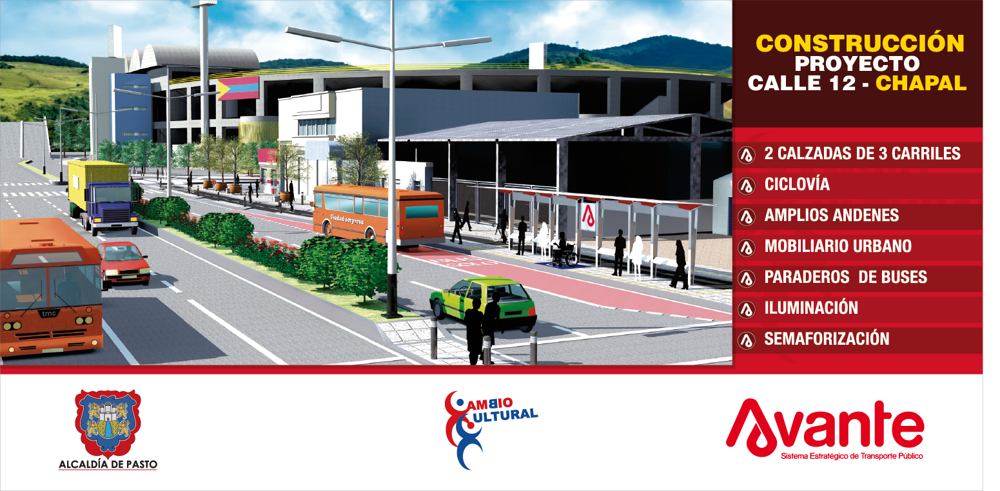 CONSTRUCCIÓN
PROYECTO
CALLE 12 - CHAPAL
2 CALZADAS DE 3 CARRILES
CICLOVÍA
AMPLIOS ANDENES
MOBILIARIO URBANO
PARADEROS DE BUSES
ILUMINACIÓN
SEMAFORIZACIÓN
Ciudad sorpresa
tmc
SOLO
ALCALDÍA DE PASTO
CAMBIO
CULTURAL
Avante
Sistema Estratégico de Transporte Público